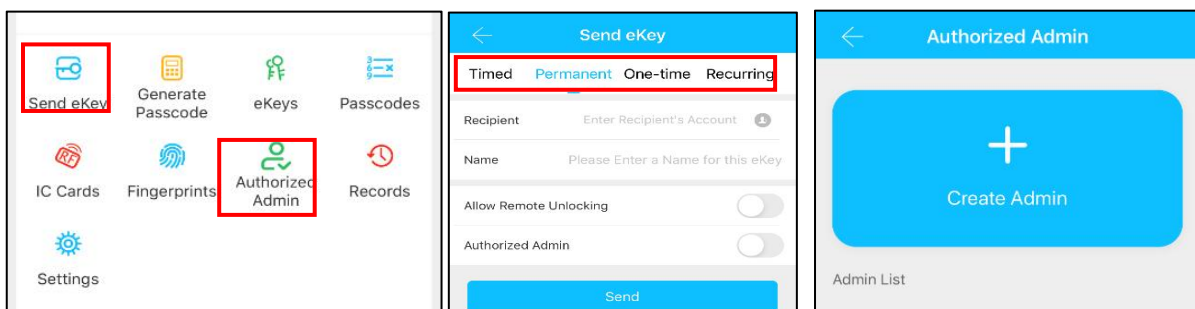 Send eKey
Generate
Passcode
eKeys
Passcodes
RF
IC Cards
Fingerprints
Authorized
Admin
Records
Settings
Send eKey
Timed Permanent One-time Recurring
Recipient Enter Recipient's Account
Name Please Enter a Name for this eKey
Allow Remote Unlocking
Authorized Admin
Send
Authorized Admin
Create Admin
Admin List